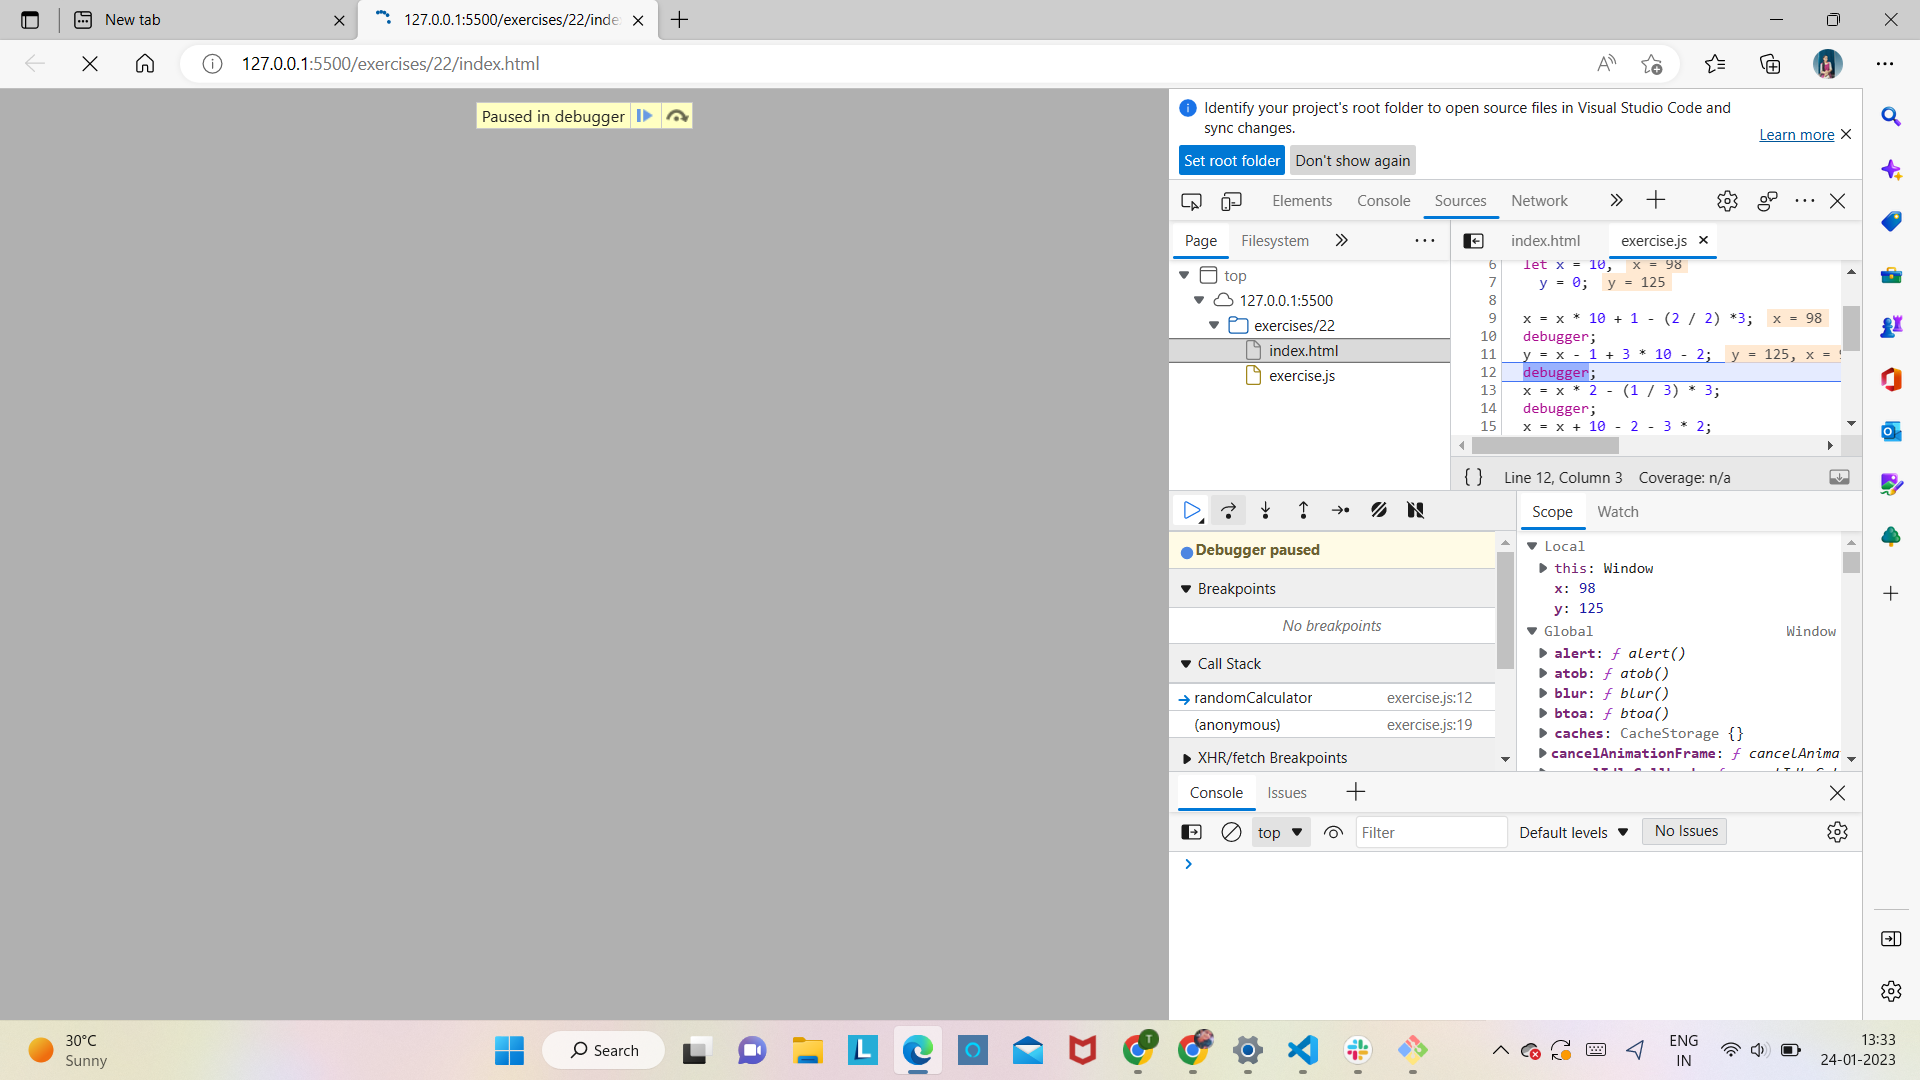 New tab
127.0.0.1:5500/exercises/22/inde
127.0.0.1:5500/exercises/22/index.html
Paused in debugger
Identify your project's root folder to open source files in Visual Studio Code and
sync changes.
Learn more
Set root folder Don't show again
Elements Console Sources Network
Page Filesystem
index.html exercise.js
top
127.0.0.1:5500
exercises/22
index.html
exercise.js
6 let x = 10, x = 98
7 y = 0; y = 125
8
9 x = x * 10 + 1 - (2 / 2) *3; x = 98
10 debugger;
11 y = x - 1 + 3 * 10 - 2; y = 125, x = 9
12 debugger;
13 x = x * 2 - (1 / 3) * 3;
14 debugger;
15 x = x + 10 - 2 - 3 * 2;
{ } Line 12, Column 3 Coverage: n/a
Debugger paused
Breakpoints
No breakpoints
Call Stack
randomCalculator exercise.js:12
(anonymous) exercise.js:19
XHR/fetch Breakpoints
Scope Watch
Local
this: Window
x: 98
y: 125
Global Window
alert: ƒ alert()
atob: ƒ atob()
blur: ƒ blur()
btoa: ƒ btoa()
caches: CacheStorage {}
cancelAnimationFrame: ƒ cancelAnima
Console Issues
top Filter Default levels No Issues
30°C
Sunny
Search
ENG
IN
13:33
24-01-2023